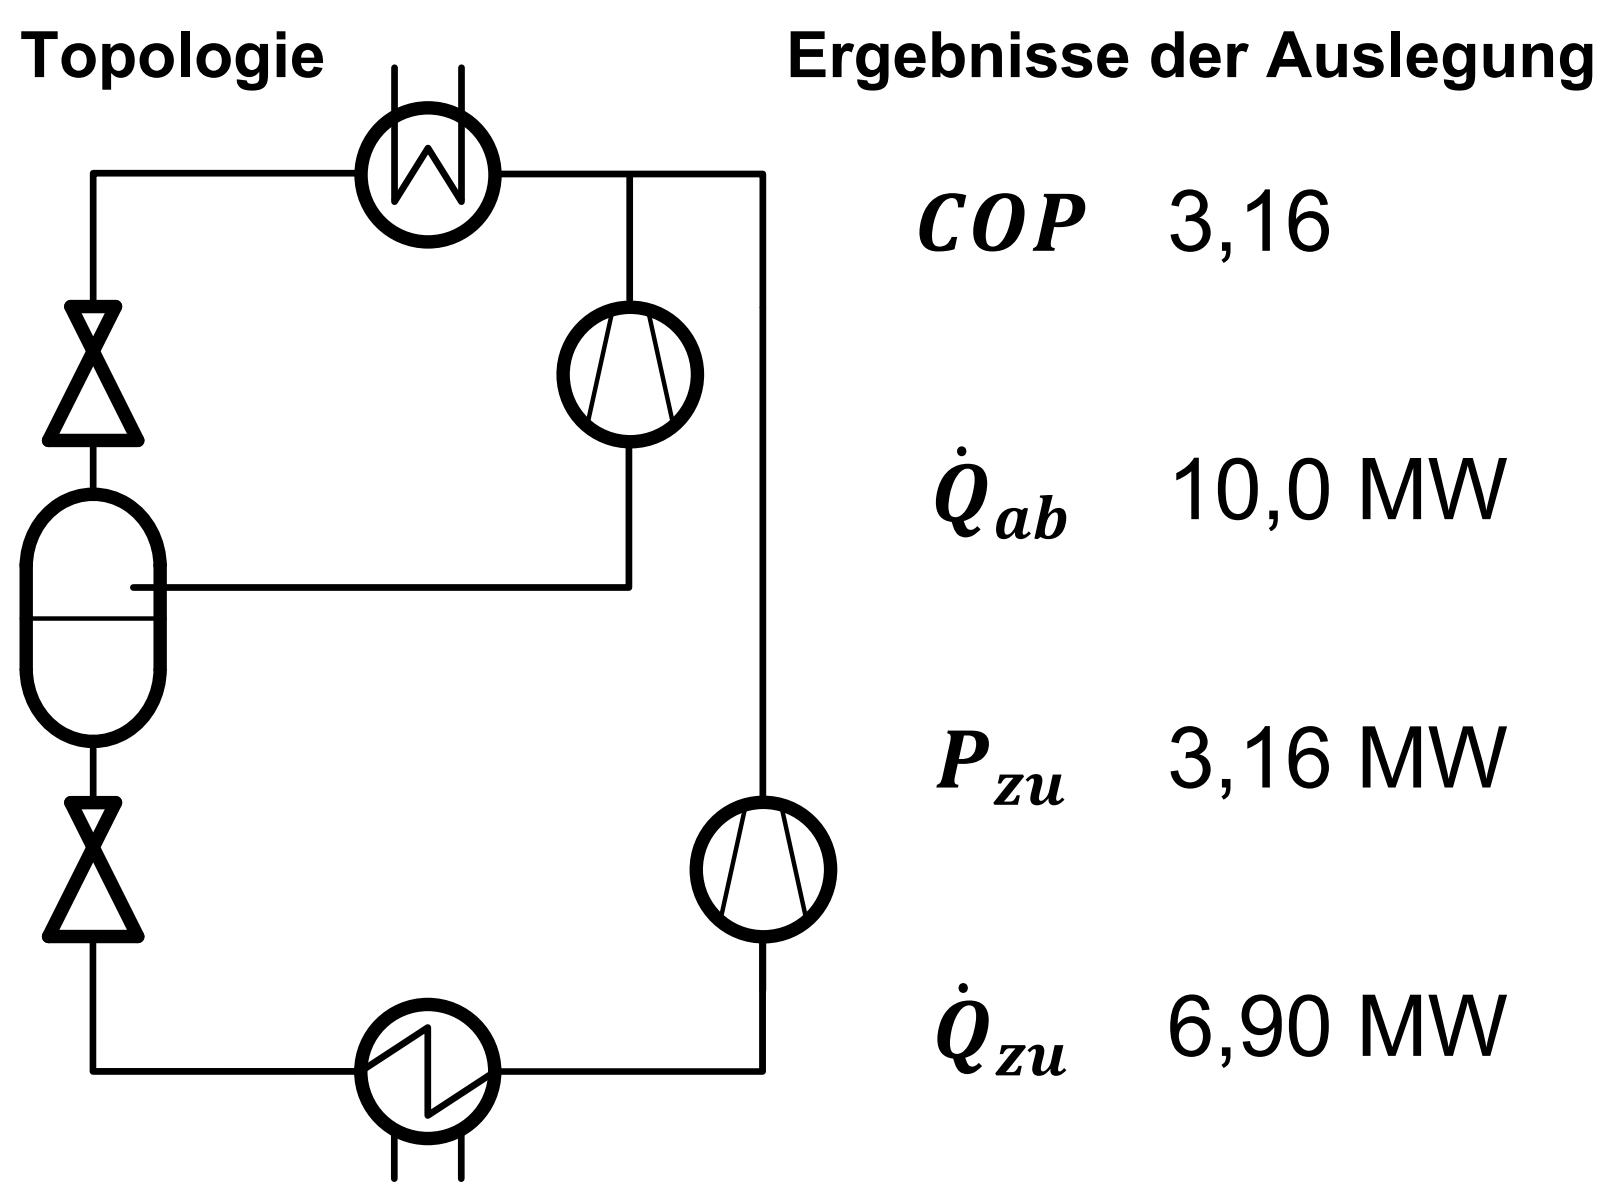 Topologie
Ergebnisse der Auslegung
COP 3,16
Q̇ab 10,0 MW
Pzu 3,16 MW
Q̇zu 6,90 MW